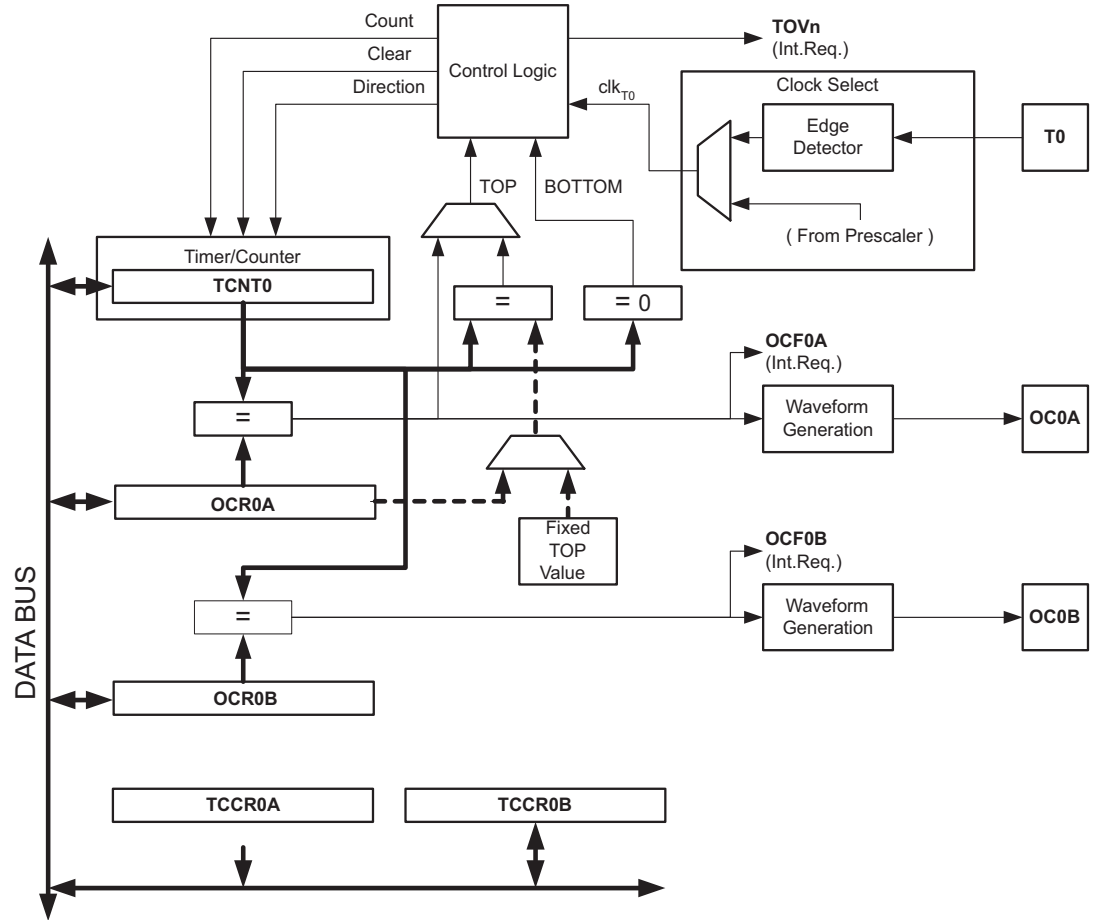 Count
Clear
Direction
Control Logic
TOVn
(Int.Req.)
clkT0
Clock Select
Edge
Detector
T0
( From Prescaler )
TOP
BOTTOM
Timer/Counter
TCNT0
=
= 0
OCF0A
(Int.Req.)
=
Waveform
Generation
OC0A
OCR0A
Fixed
TOP
Value
OCF0B
(Int.Req.)
=
Waveform
Generation
OC0B
OCR0B
DATA BUS
TCCR0A
TCCR0B